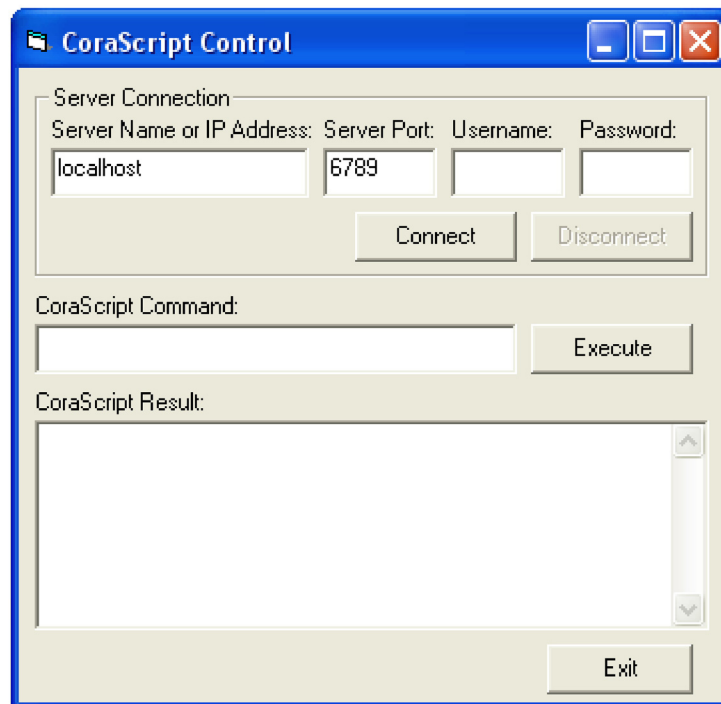 CoraScript Control
Server Connection
Server Name or IP Address: Server Port: Username: Password:
localhost 6789
Connect Disconnect
CoraScript Command:
Execute
CoraScript Result:
Exit